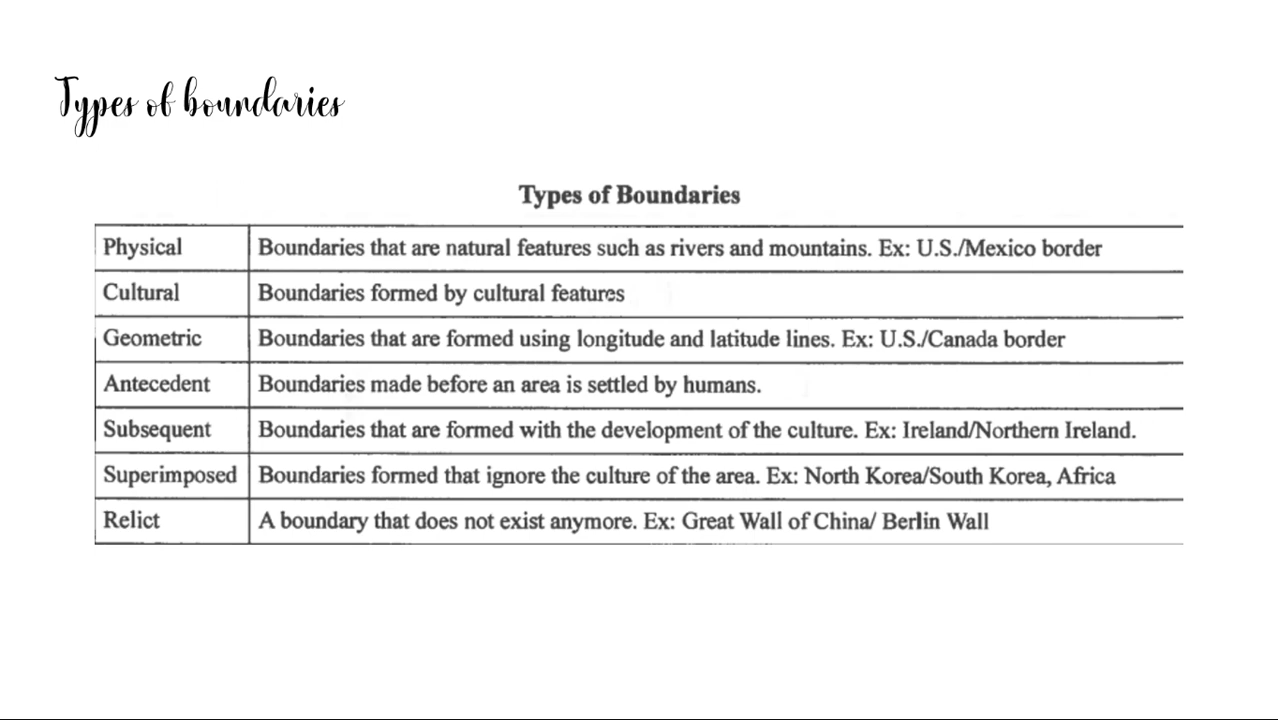 Types of boundaries
Types of Boundaries
Physical Boundaries that are natural features such as rivers and mountains. Ex: U.S./Mexico border
Cultural Boundaries formed by cultural features
Geometric Boundaries that are formed using longitude and latitude lines. Ex: U.S./Canada border
Antecedent Boundaries made before an area is settled by humans.
Subsequent Boundaries that are formed with the development of the culture. Ex: Ireland/Northern Ireland.
Superimposed Boundaries formed that ignore the culture of the area. Ex: North Korea/South Korea, Africa
Relict A boundary that does not exist anymore. Ex: Great Wall of China/ Berlin Wall